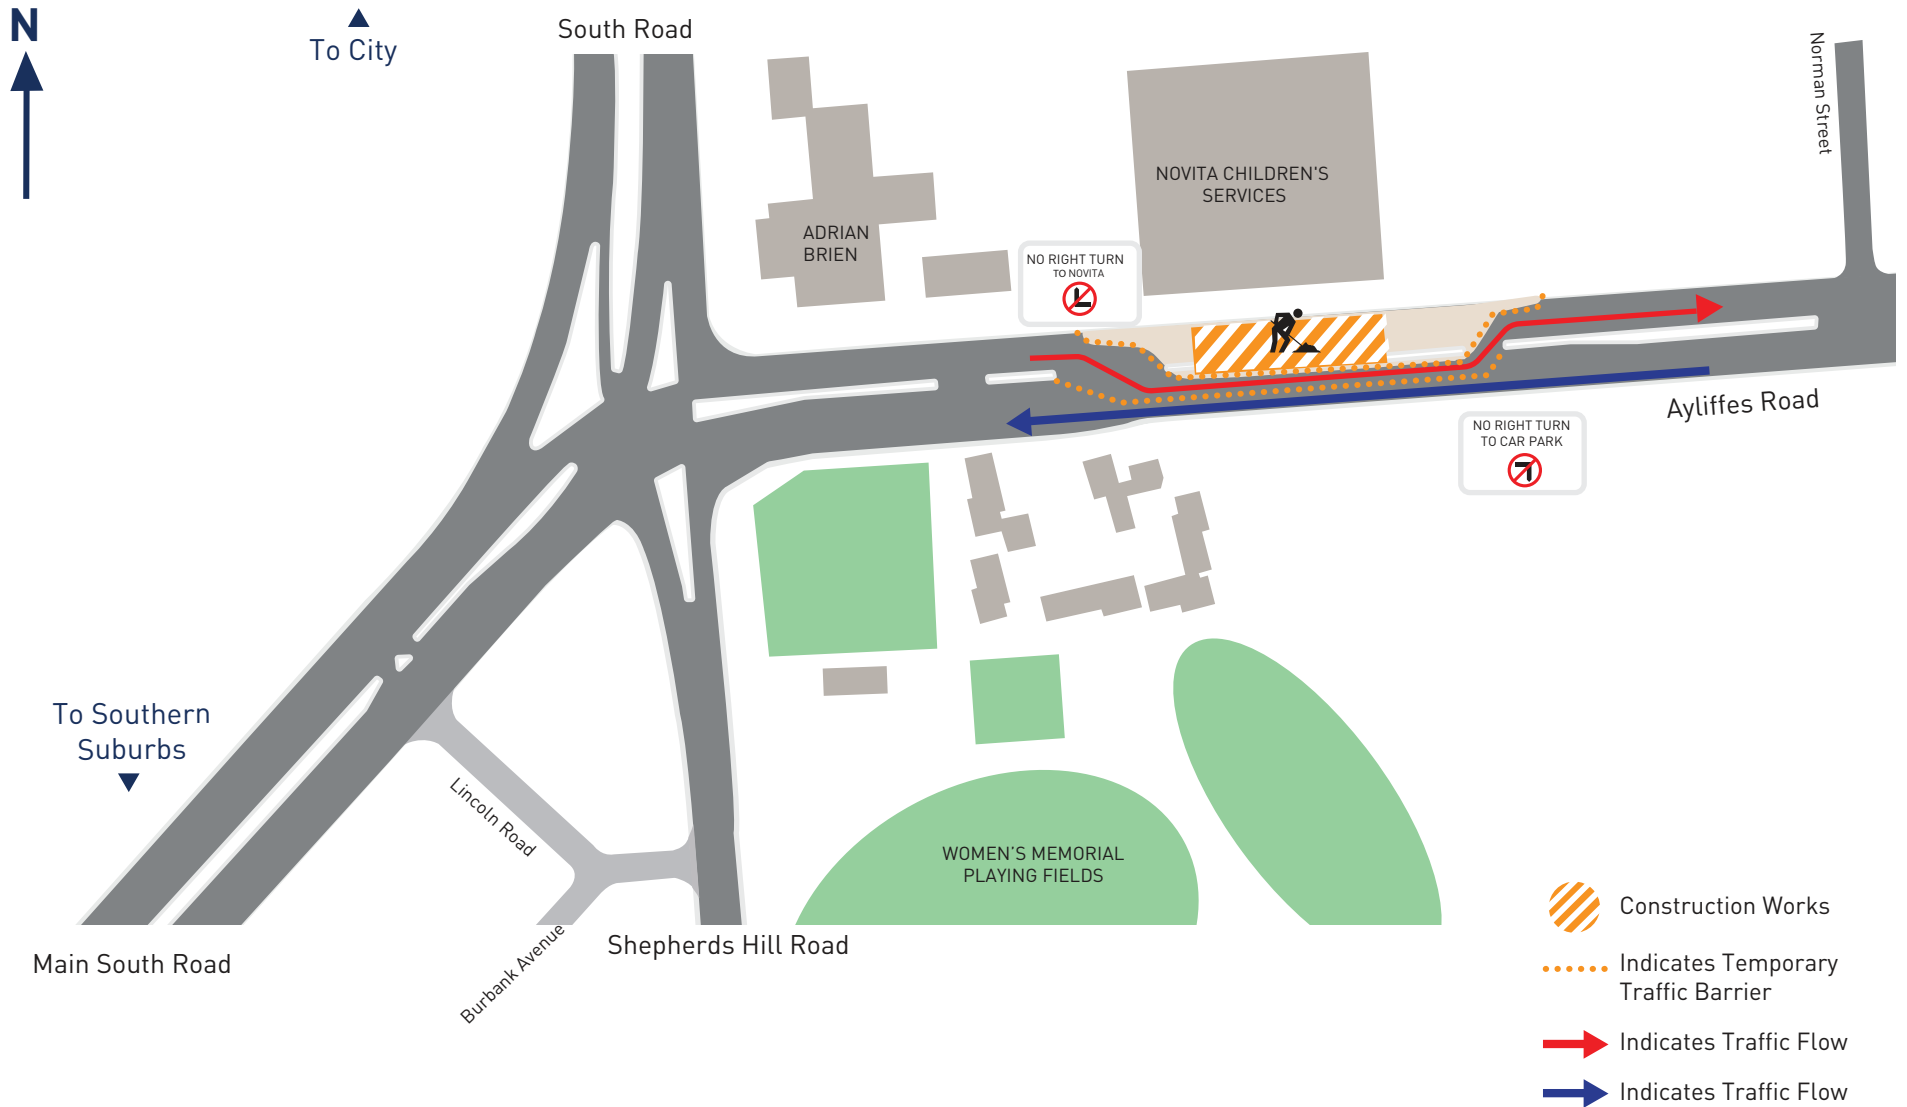 N
To City
South Road
Norman Street
NOVITA CHILDREN'S
SERVICES
ADRIAN
BRIEN
NO RIGHT TURN
TO NOVITA
Ayliffes Road
NO RIGHT TURN
TO CAR PARK
To Southern
Suburbs
Lincoln Road
WOMEN'S MEMORIAL
PLAYING FIELDS
Burbank Avenue
Shepherds Hill Road
Main South Road
Construction Works
Indicates Temporary
Traffic Barrier
Indicates Traffic Flow
Indicates Traffic Flow